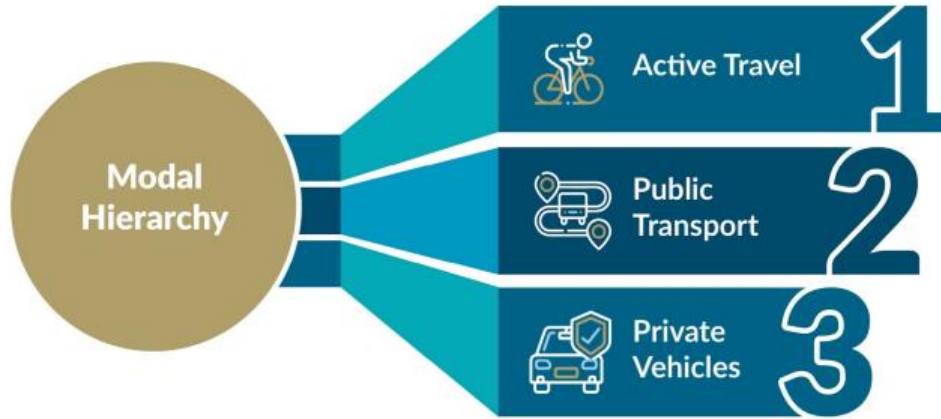 Modal
Hierarchy
Active Travel
1
Public
Transport
2
Private
Vehicles
3